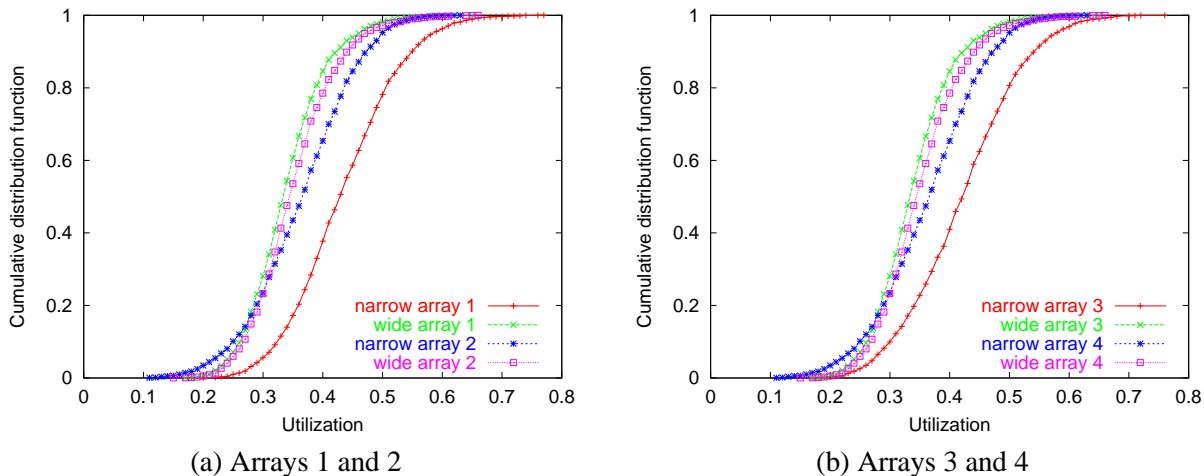 Cumulative distribution function
1
0.8
0.6
0.4
0.2
0
0 0.1 0.2 0.3 0.4 0.5 0.6 0.7 0.8
Utilization
narrow array 1
wide array 1
narrow array 2
wide array 2
(a) Arrays 1 and 2
Cumulative distribution function
1
0.8
0.6
0.4
0.2
0
0 0.1 0.2 0.3 0.4 0.5 0.6 0.7 0.8
Utilization
narrow array 3
wide array 3
narrow array 4
wide array 4
(b) Arrays 3 and 4